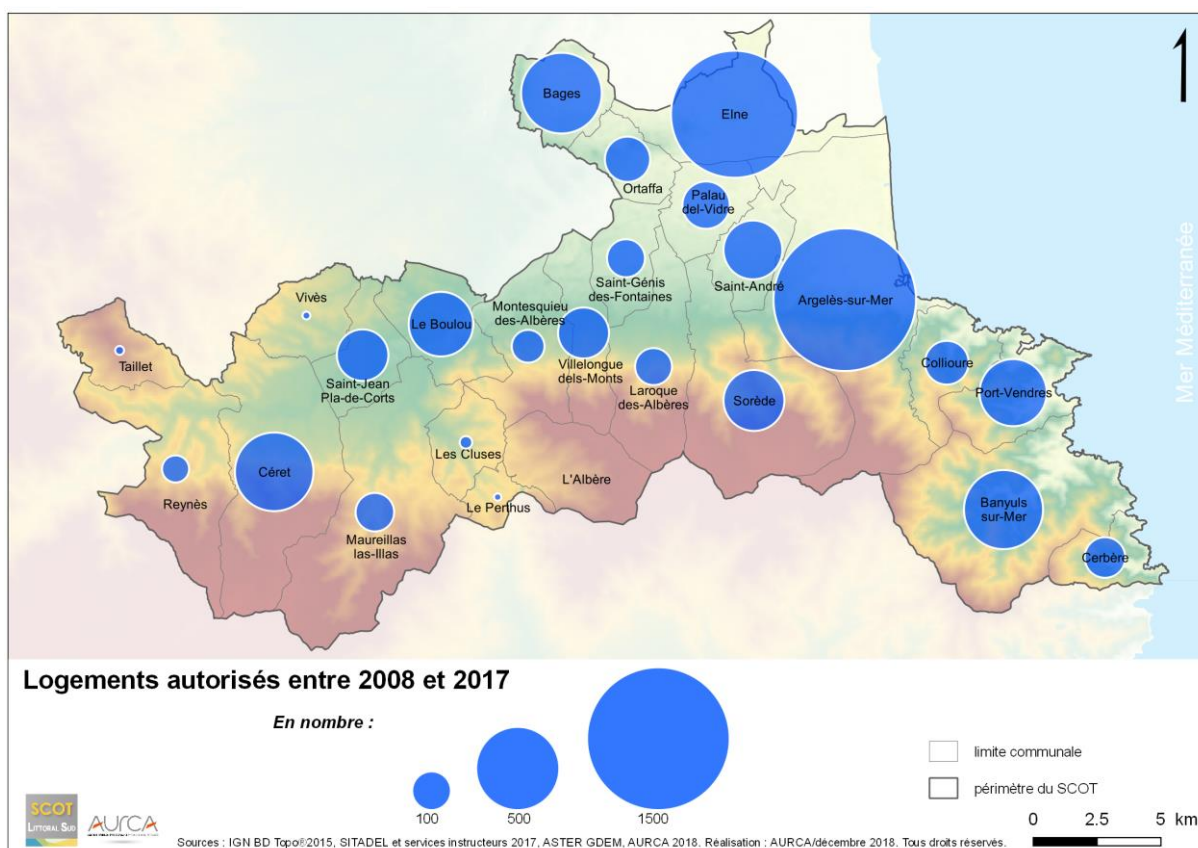 Bages
Elne
Ortaffa
Palau
del-Vidre
Saint-André
Saint-Génis
des-Fontaines
Argelès-sur-Mer
Mer Méditerranée
Vivès
Le Boulou
Montesquieu
des-Albères
Taillet
Saint-Jean
Pla-de-Corts
Villelongue
dels-Monts
Laroque
des-Albères
Sorède
Collioure
Port-Vendres
Les Cluses
Céret
Reynès
L'Albère
Le Perthus
Maureillas
las-Illas
Banyuls
sur-Mer
Cerbère
Logements autorisés entre 2008 et 2017
En nombre :
100
500
1500
limite communale
périmètre du SCOT
0 2.5 5 km
SCOT
LITTORAL SUD
AURCA
Sources : IGN BD Topo®2015, SITADEL et services instructeurs 2017, ASTER GDEM, AURCA 2018. Réalisation : AURCA/décembre 2018. Tous droits réservés.